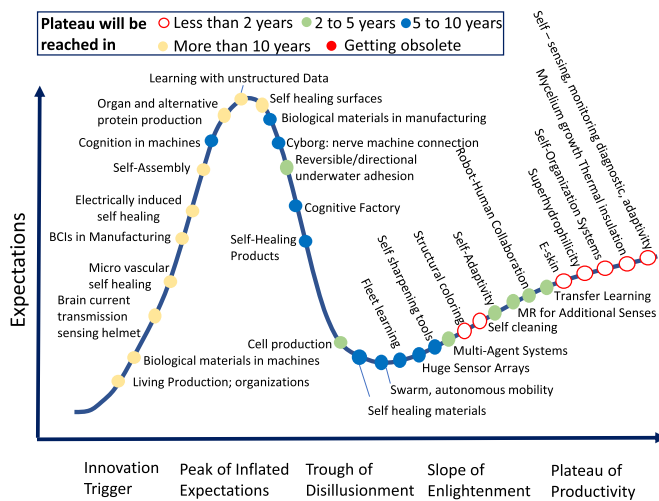 Plateau will be
reached in
Less than 2 years
2 to 5 years
5 to 10 years
More than 10 years
Getting obsolete
Expectations
Learning with unstructured Data
Organ and alternative
protein production
Cognition in machines
Self-Assembly
Electrically induced
self healing
BCIs in Manufacturing
Micro vascular
self healing
Brain current
transmission
sensing helmet
Biological materials in machines
Living Production; organizations
Self healing surfaces
Biological materials in manufacturing
Cyborg: nerve machine connection
Reversible/directional
underwater adhesion
Cognitive Factory
Self-Healing
Products
Cell production
Self healing materials
Swarm, autonomous mobility
Fleet learning
Huge Sensor Arrays
Self sharpening tools
Multi-Agent Systems
Structural coloring
Self cleaning
Self-Adaptivity
MR for Additional Senses
Robot-Human Collaboration
Transfer Learning
E-skin
Superhydrophilicity
Self-Organization Systems
Mycelium growth Thermal insulation
Self – sensing, monitoring diagnostic, adaptivity
Innovation
Trigger
Peak of Inflated
Expectations
Trough of
Disillusionment
Slope of
Enlightenment
Plateau of
Productivity